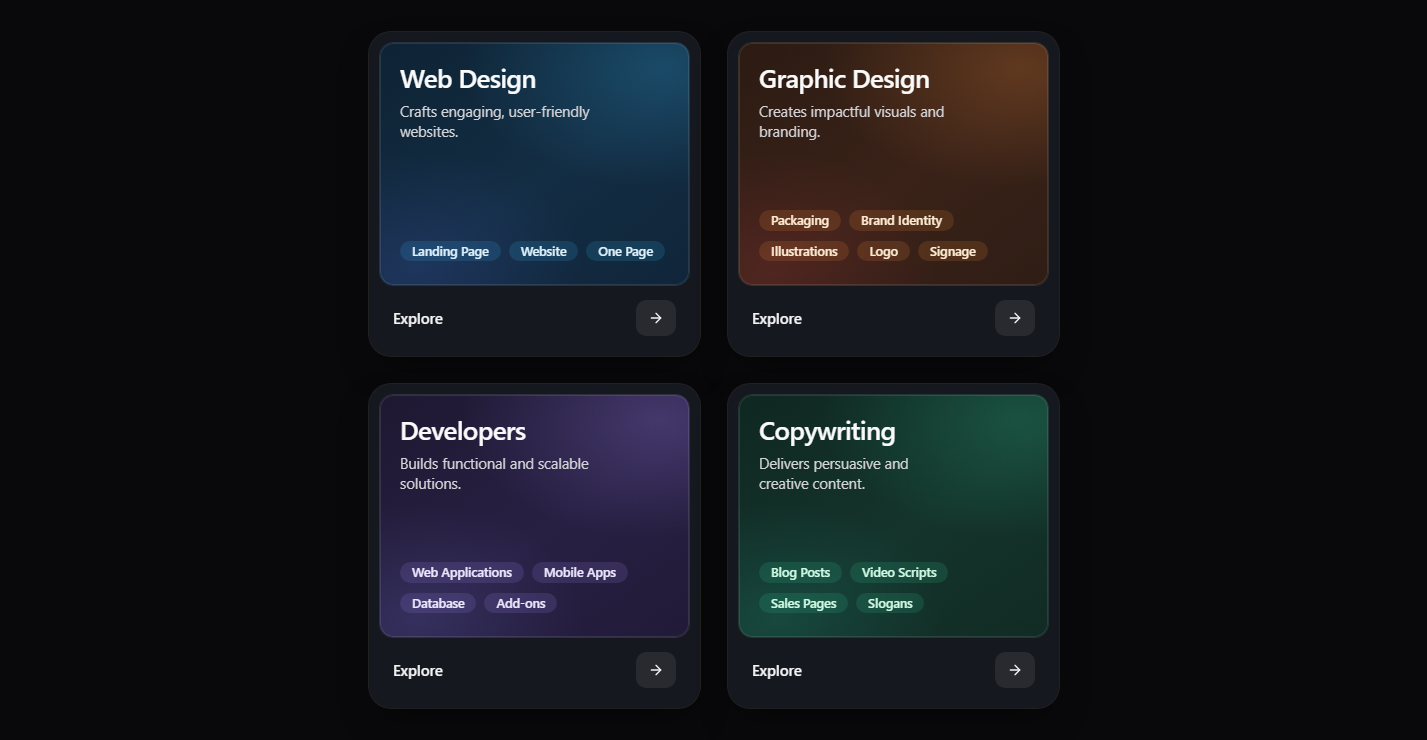 Web Design
Crafts engaging, user-friendly
websites.
Landing Page Website One Page
Explore
Graphic Design
Creates impactful visuals and
branding.
Packaging Brand Identity
Illustrations Logo Signage
Explore
Developers
Builds functional and scalable
solutions.
Web Applications Mobile Apps
Database Add-ons
Explore
Copywriting
Delivers persuasive and
creative content.
Blog Posts Video Scripts
Sales Pages Slogans
Explore